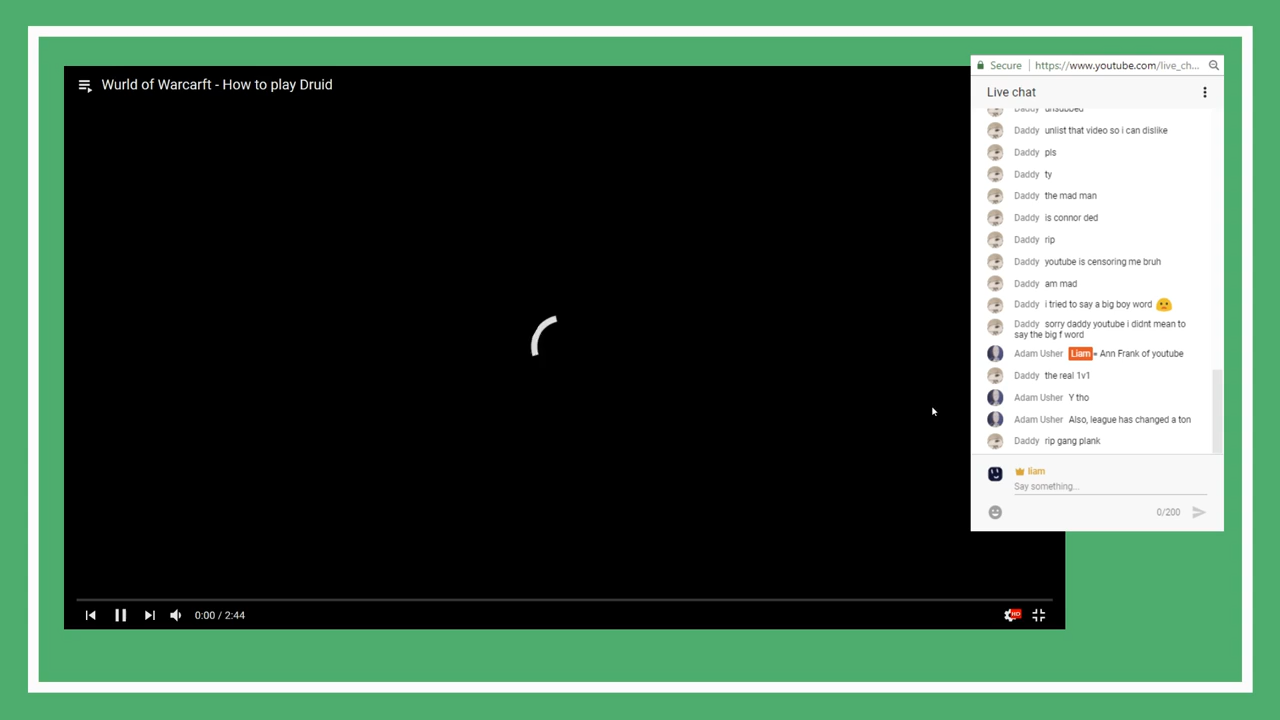 Wurld of Warcarft - How to play Druid
0:00 / 2:44
HD
Secure https://www.youtube.com/live_ch...
Live chat
Daddy unsubbed
Daddy unlist that video so i can dislike
Daddy pls
Daddy ty
Daddy the mad man
Daddy is connor ded
Daddy rip
Daddy youtube is censoring me bruh
Daddy am mad
Daddy i tried to say a big boy word
Daddy sorry daddy youtube i didnt mean to
say the big f word
Adam Usher Liam = Ann Frank of youtube
Daddy the real 1v1
Adam Usher Y tho
Adam Usher Also, league has changed a ton
Daddy rip gang plank
liam
Say something...
0/200